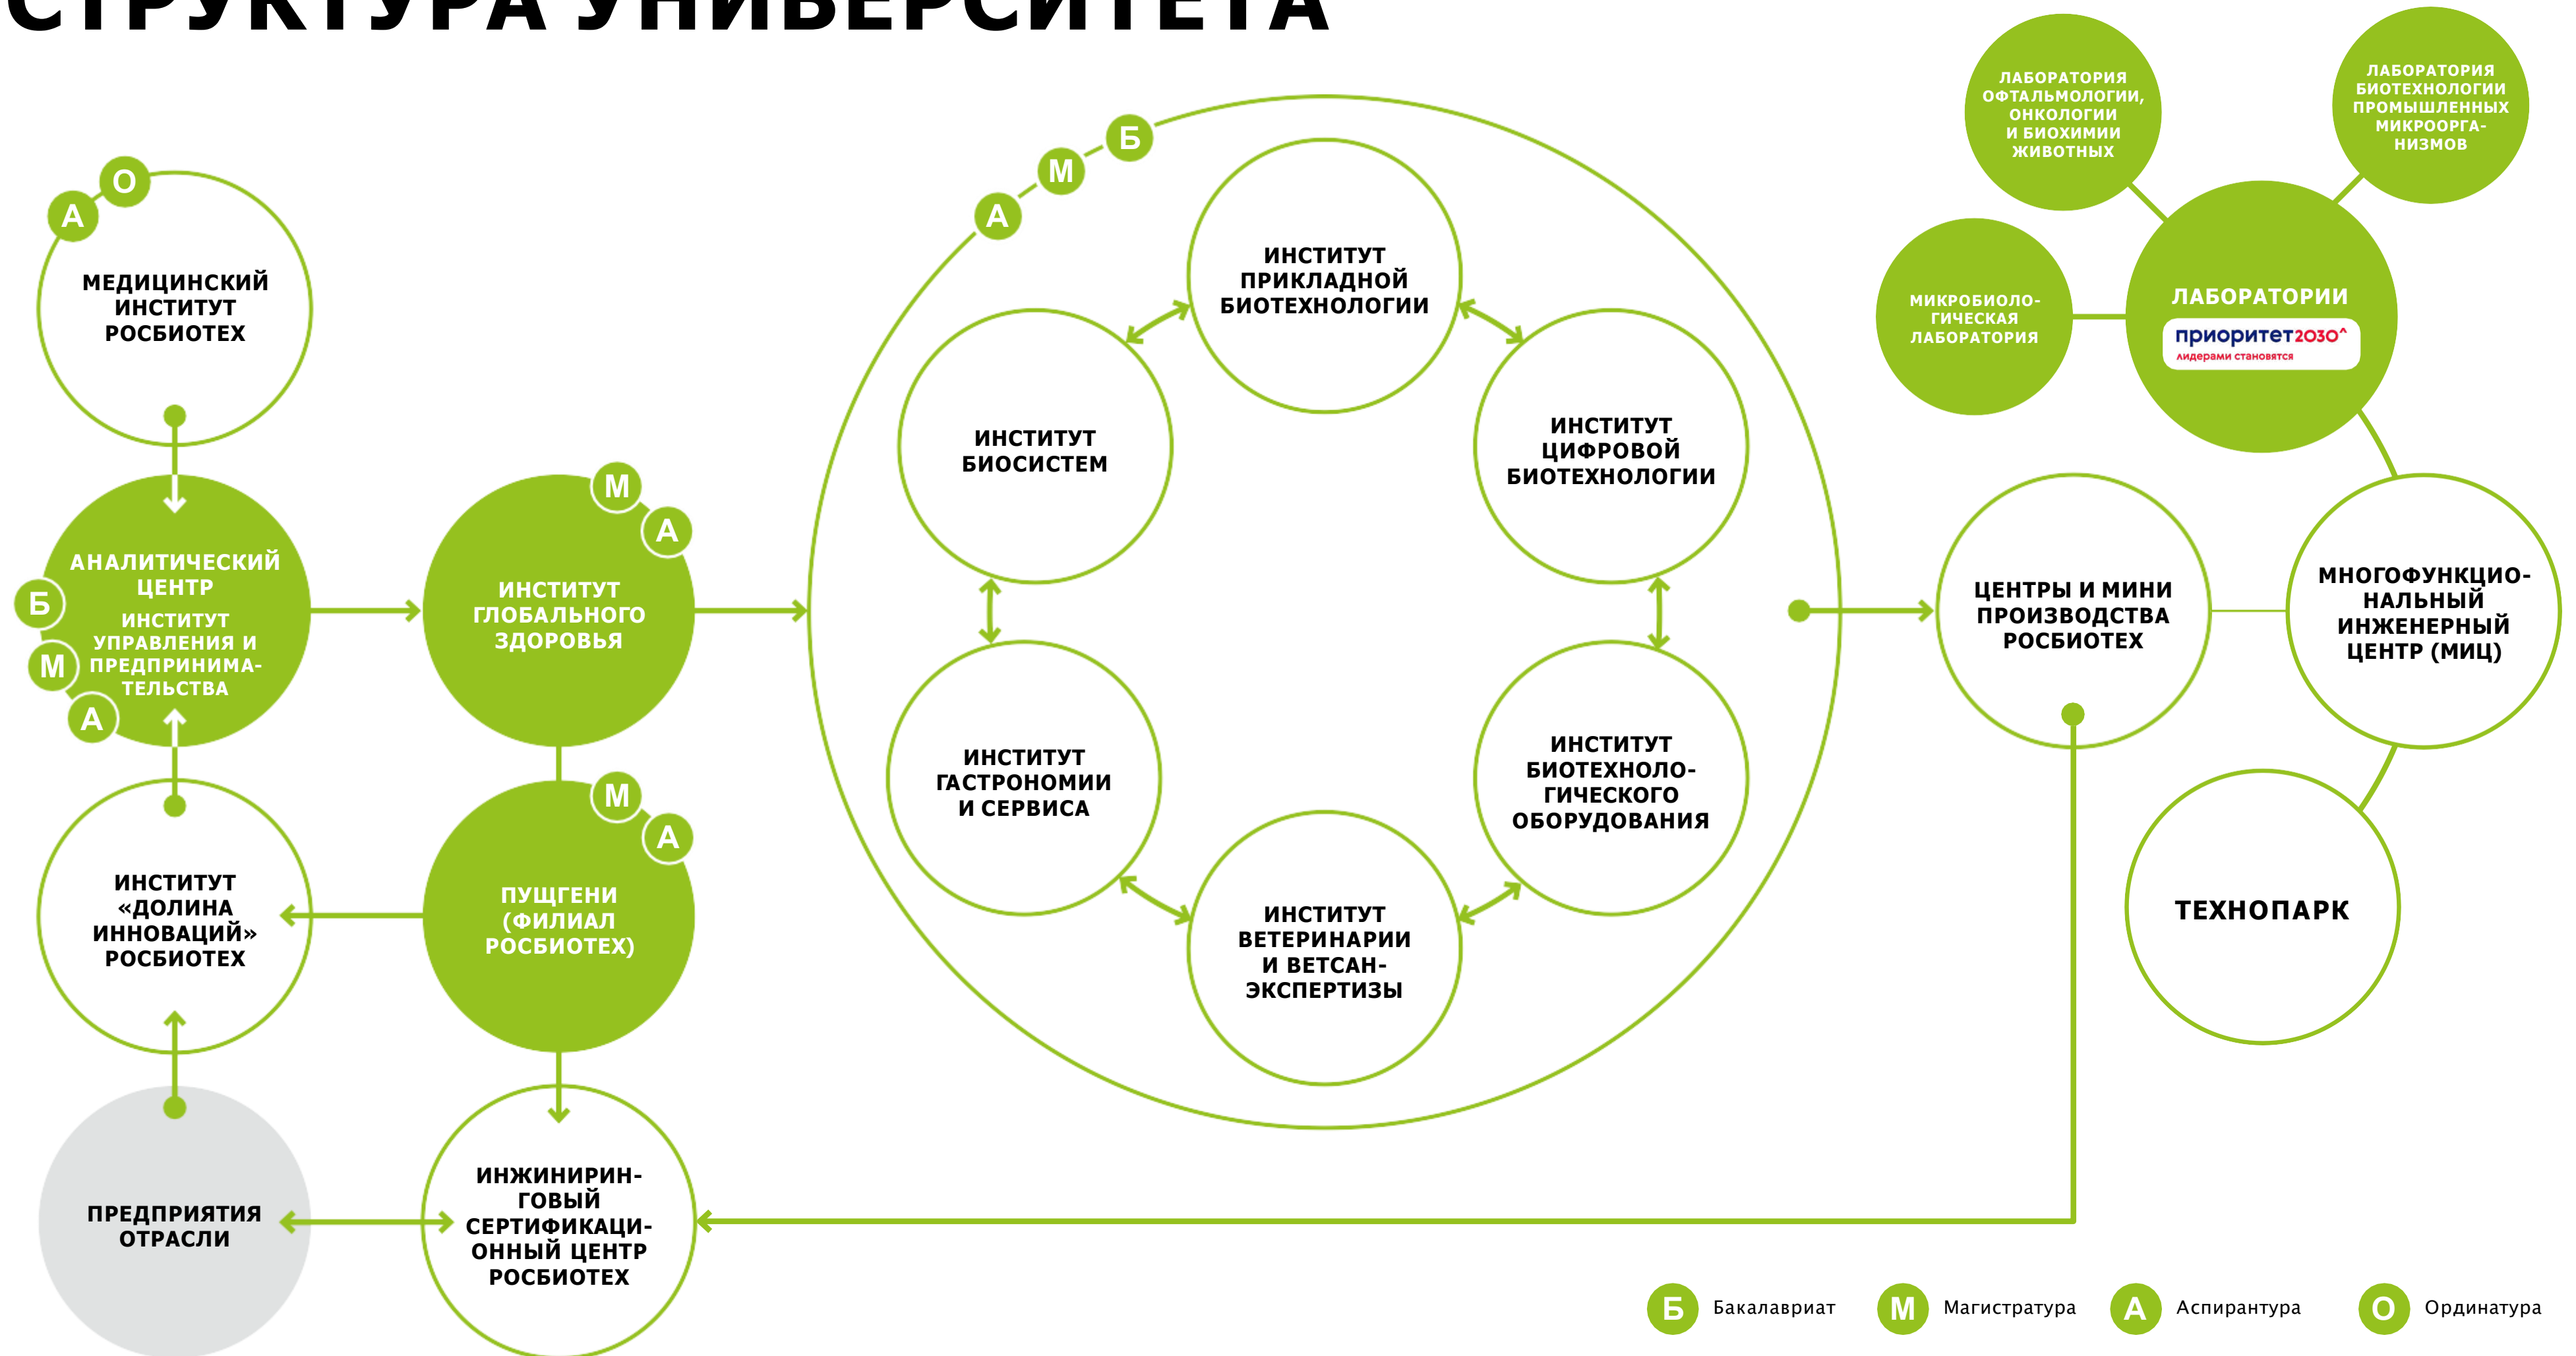 СТРУКТУРА УНИВЕРСИТЕТА
О
А
МЕДИЦИНСКИЙ
ИНСТИТУТ
РОСБИОТЕХ
АНАЛИТИЧЕСКИЙ
ЦЕНТР
ИНСТИТУТ
УПРАВЛЕНИЯ И
ПРЕДПРИНИМА-
ТЕЛЬСТВА
Б
М
А
ИНСТИТУТ
«ДОЛИНА
ИННОВАЦИЙ»
РОСБИОТЕХ
ПРЕДПРИЯТИЯ
ОТРАСЛИ
М
А
ИНСТИТУТ
ГЛОБАЛЬНОГО
ЗДОРОВЬЯ
М
А
ПУЩГЕНИ
(ФИЛИАЛ
РОСБИОТЕХ)
ИНЖИНИРИН-
ГОВЫЙ
СЕРТИФИКАЦИ-
ОННЫЙ ЦЕНТР
РОСБИОТЕХ
Б
М
А
ИНСТИТУТ
ПРИКЛАДНОЙ
БИОТЕХНОЛОГИИ
ИНСТИТУТ
БИОСИСТЕМ
ИНСТИТУТ
ЦИФРОВОЙ
БИОТЕХНОЛОГИИ
ИНСТИТУТ
ГАСТРОНОМИИ
И СЕРВИСА
ИНСТИТУТ
БИОТЕХНОЛО-
ГИЧЕСКОГО
ОБОРУДОВАНИЯ
ИНСТИТУТ
ВЕТЕРИНАРИИ
И ВЕТСАН-
ЭКСПЕРТИЗЫ
ЛАБОРАТОРИЯ
ОФТАЛЬМОЛОГИИ,
ОНКОЛОГИИ
И БИОХИМИИ
ЖИВОТНЫХ
ЛАБОРАТОРИЯ
БИОТЕХНОЛОГИИ
ПРОМЫШЛЕННЫХ
МИКРООРГА-
НИЗМОВ
МИКРОБИОЛО-
ГИЧЕСКАЯ
ЛАБОРАТОРИЯ
ЛАБОРАТОРИИ
приоритет2030^
лидерами становятся
ЦЕНТРЫ И МИНИ
ПРОИЗВОДСТВА
РОСБИОТЕХ
МНОГОФУНКЦИО-
НАЛЬНЫЙ
ИНЖЕНЕРНЫЙ
ЦЕНТР (МИЦ)
ТЕХНОПАРК
Б Бакалавриат
М Магистратура
А Аспирантура
О Ординатура